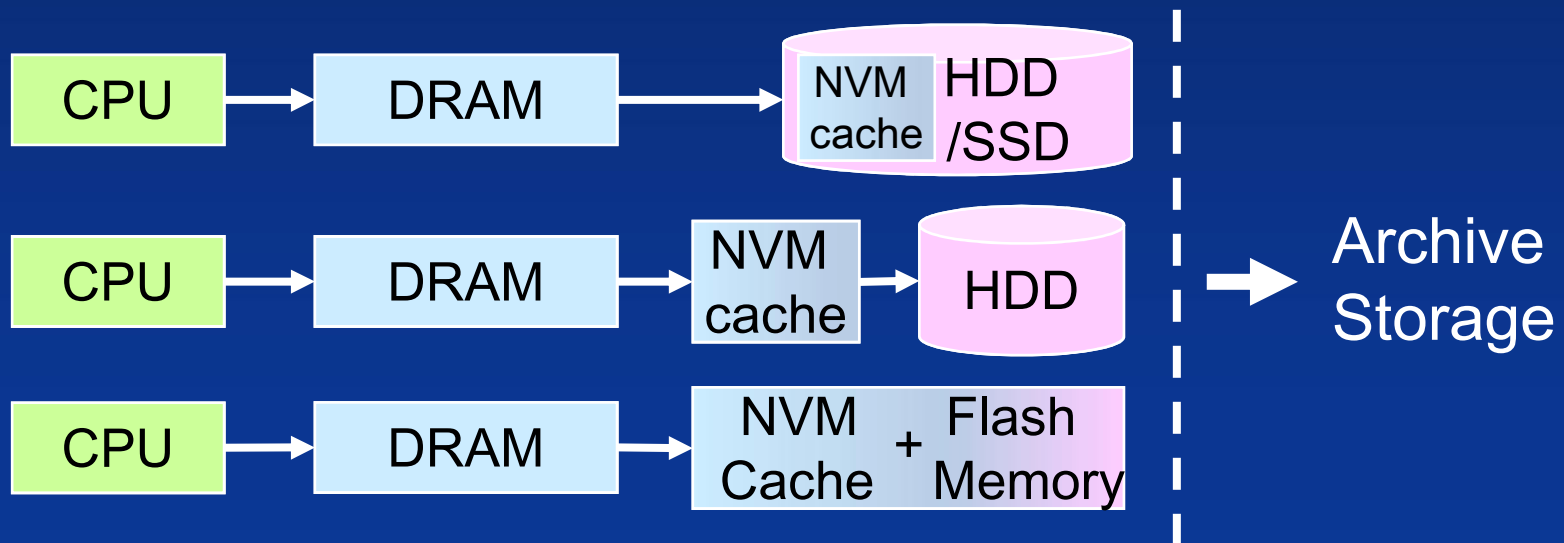 CPU
DRAM
NVM
cache
HDD
/SSD
CPU
DRAM
NVM
cache
HDD
CPU
DRAM
NVM
Cache
+
Flash
Memory
Archive
Storage